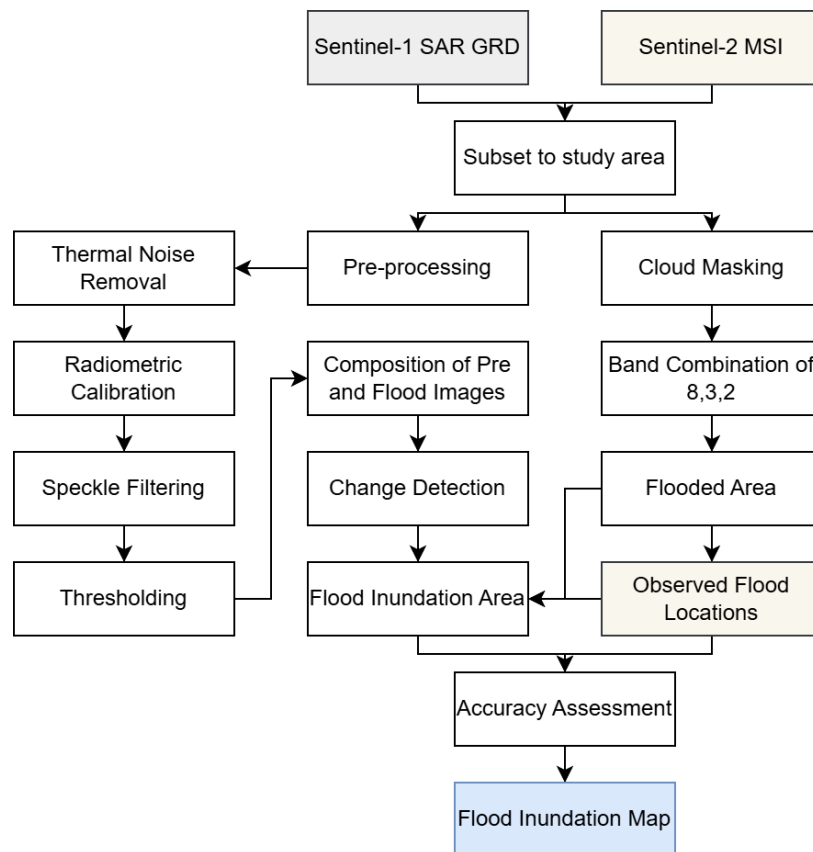 Sentinel-1 SAR GRD
Sentinel-2 MSI
Subset to study area
Thermal Noise
Removal
Pre-processing
Cloud Masking
Radiometric
Calibration
Composition of Pre
and Flood Images
Band Combination of
8,3,2
Speckle Filtering
Change Detection
Flooded Area
Thresholding
Flood Inundation Area
Observed Flood
Locations
Accuracy Assessment
Flood Inundation Map